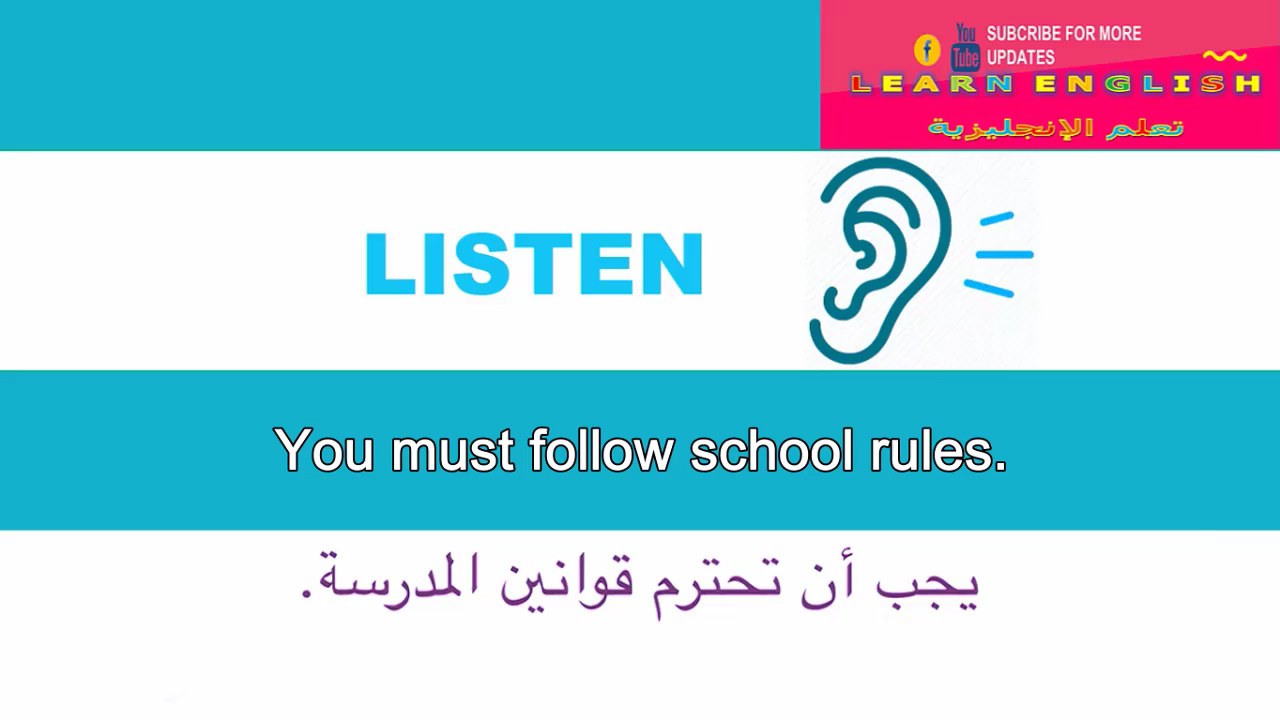 SUBCRIBE FOR MORE
UPDATES
f
You
Tube
LEARN ENGLISH
تعلم الإنجليزية
LISTEN
You must follow school rules.
يجب أن تحترم قوانين المدرسة.